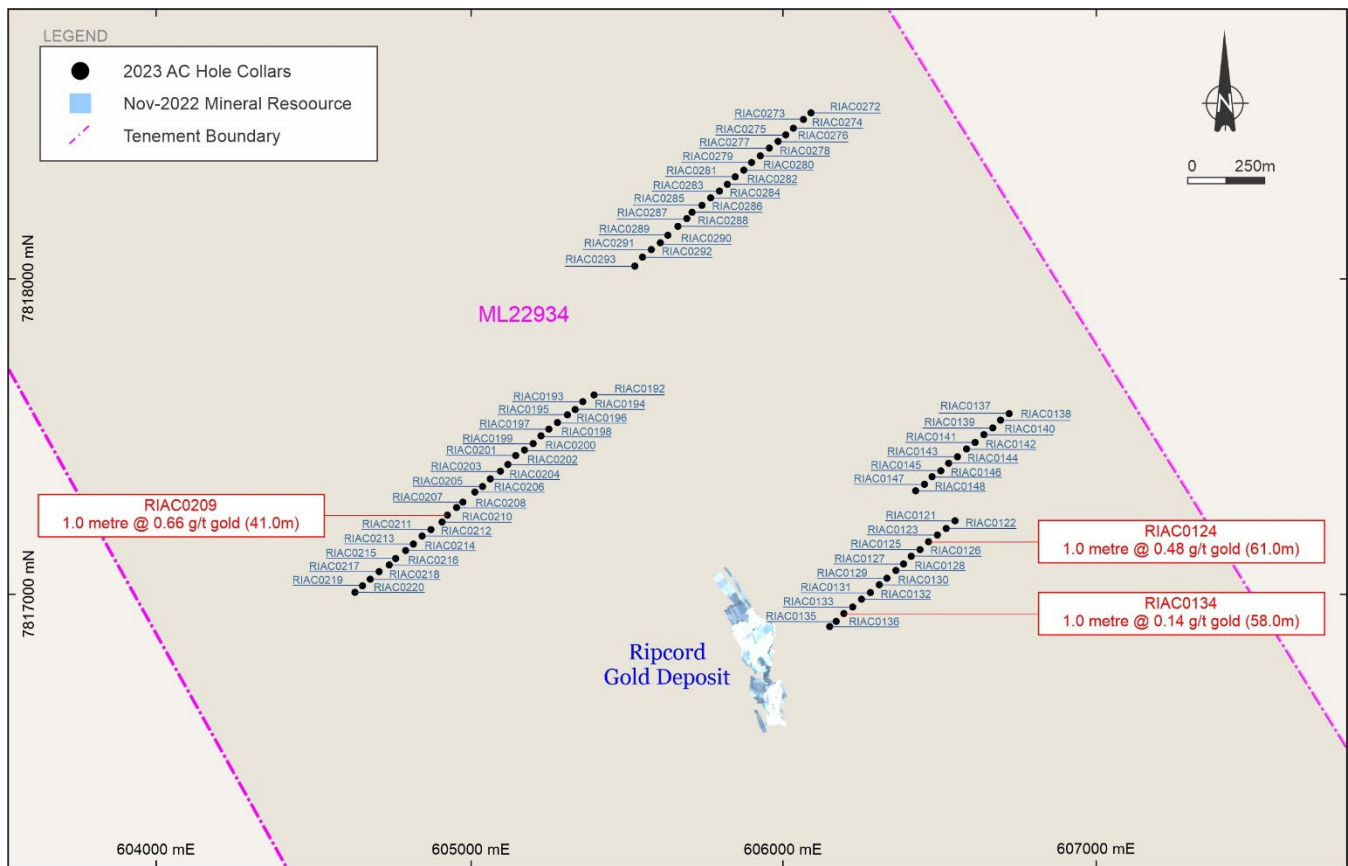 LEGEND
2023 AC Hole Collars
Nov-2022 Mineral Resoource
Tenement Boundary
N
0 250m
RIAC0272
RIAC0273
RIAC0274
RIAC0275
RIAC0276
RIAC0277
RIAC0278
RIAC0279
RIAC0280
RIAC0281
RIAC0282
RIAC0283
RIAC0284
RIAC0285
RIAC0286
RIAC0287
RIAC0288
RIAC0289
RIAC0290
RIAC0291
RIAC0292
RIAC0293
7818000 mN
ML22934
RIAC0192
RIAC0193
RIAC0194
RIAC0195
RIAC0196
RIAC0197
RIAC0198
RIAC0199
RIAC0200
RIAC0201
RIAC0202
RIAC0203
RIAC0204
RIAC0205
RIAC0206
RIAC0207
RIAC0208
RIAC0209
1.0 metre @ 0.66 g/t gold (41.0m)
RIAC0210
RIAC0211
RIAC0212
RIAC0213
RIAC0214
RIAC0215
RIAC0216
RIAC0217
RIAC0218
RIAC0219
RIAC0220
RIAC0137
RIAC0138
RIAC0139
RIAC0140
RIAC0141
RIAC0142
RIAC0143
RIAC0144
RIAC0145
RIAC0146
RIAC0147
RIAC0148
RIAC0121
RIAC0122
RIAC0123
RIAC0124
1.0 metre @ 0.48 g/t gold (61.0m)
RIAC0125
RIAC0126
RIAC0127
RIAC0128
RIAC0129
RIAC0130
RIAC0131
RIAC0132
RIAC0133
RIAC0134
1.0 metre @ 0.14 g/t gold (58.0m)
RIAC0135
RIAC0136
7817000 mN
Ripcord
Gold Deposit
604000 mE
605000 mE
606000 mE
607000 mE